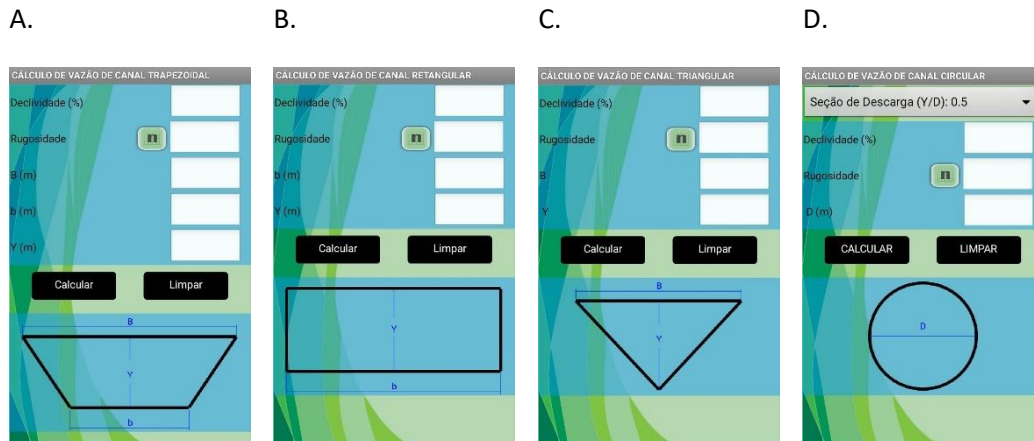 A.
B.
C.
D.
CÁLCULO DE VAZÃO DE CANAL TRAPEZOIDAL
Declividade (%)
Rugosidade n
B (m)
b (m)
Y (m)
Calcular Limpar
B
Y
b
CÁLCULO DE VAZÃO DE CANAL RETANGULAR
Declividade (%)
Rugosidade n
b (m)
Y (m)
Calcular Limpar
Y
b
CÁLCULO DE VAZÃO DE CANAL TRIANGULAR
Declividade (%)
Rugosidade n
B
Y
Calcular Limpar
B
Y
CÁLCULO DE VAZÃO DE CANAL CIRCULAR
Seção de Descarga (Y/D): 0.5
Declividade (%)
Rugosidade n
D (m)
CALCULAR LIMPAR
D